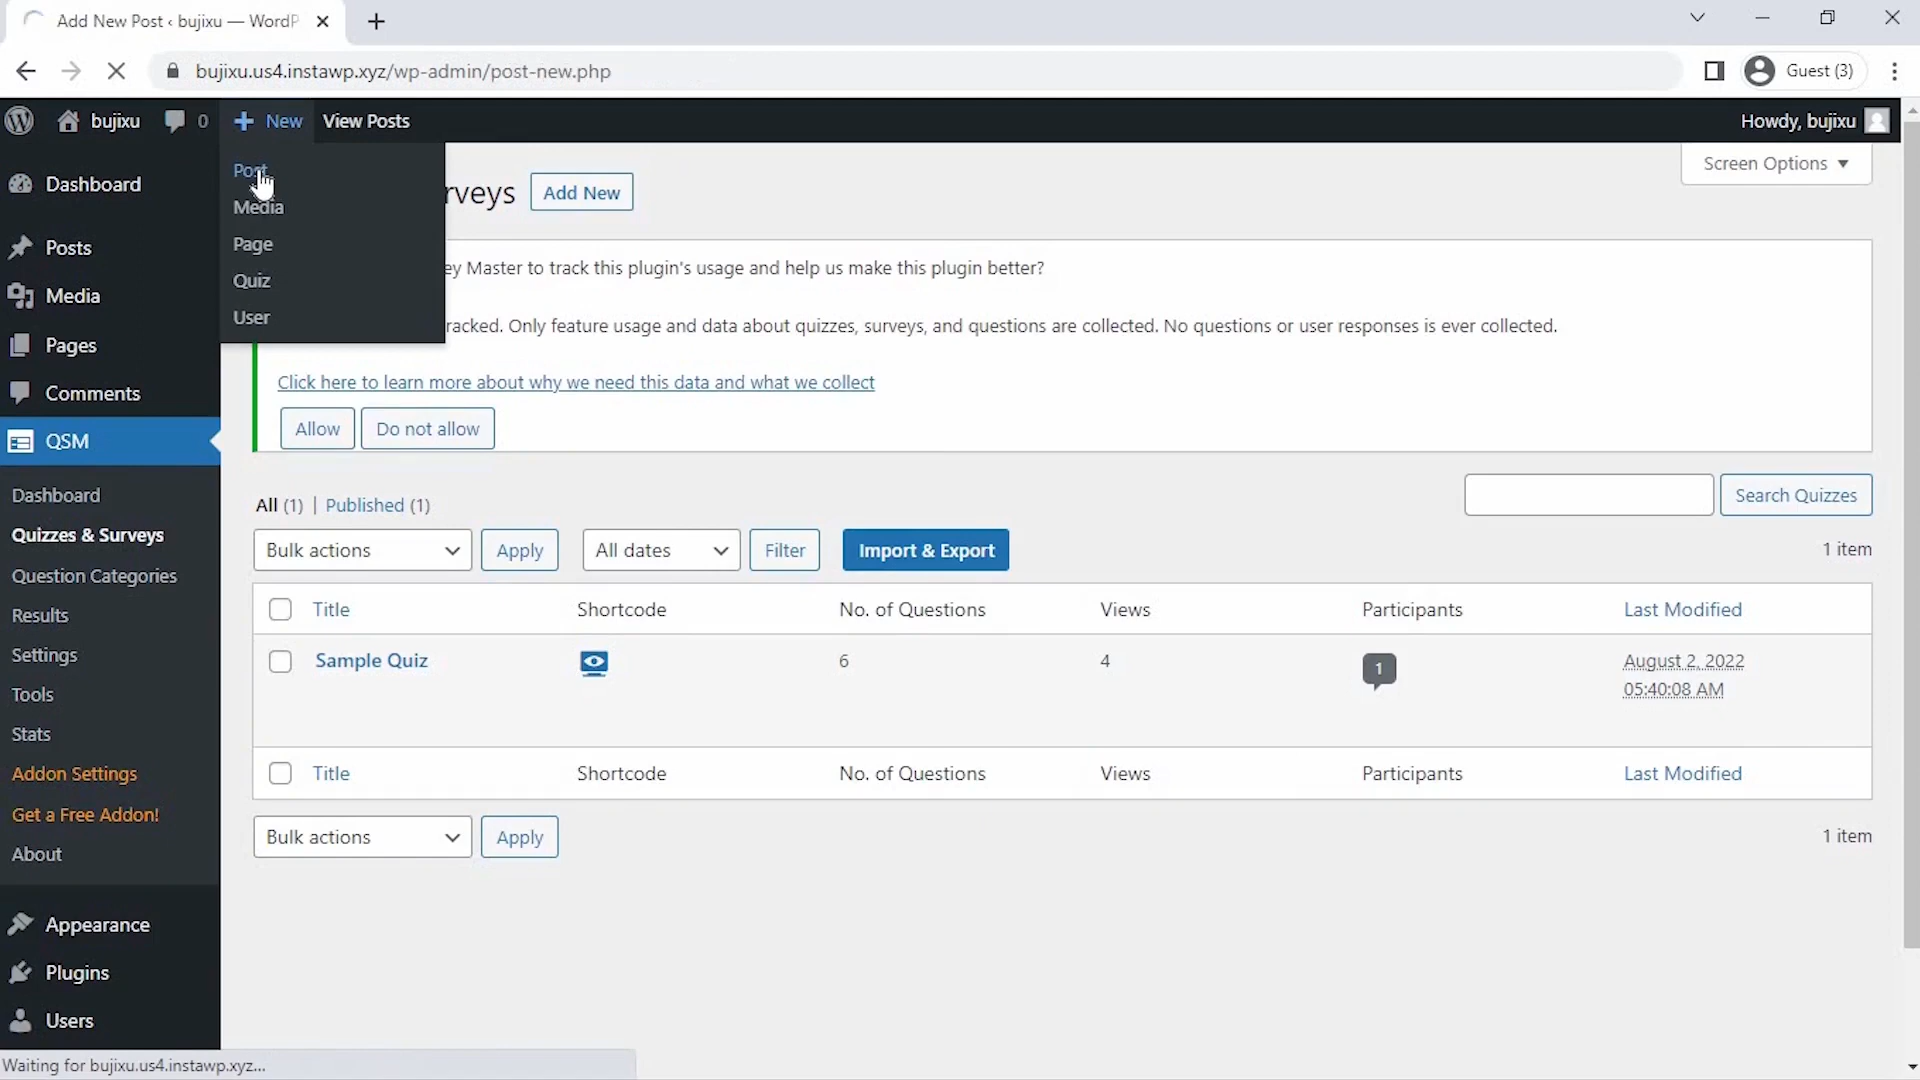 Add New Post ‹ bujixu — WordP
bujixu.us4.instawp.xyz/wp-admin/post-new.php
Guest (3)
bujixu 0 New View Posts Howdy, bujixu
Post
Media
Page
Quiz
User
Screen Options
rveys Add New
ey Master to track this plugin's usage and help us make this plugin better?
racked. Only feature usage and data about quizzes, surveys, and questions are collected. No questions or user responses is ever collected.
Click here to learn more about why we need this data and what we collect
Allow Do not allow
Dashboard
Posts
Media
Pages
Comments
QSM
Dashboard
Quizzes & Surveys
Question Categories
Results
Settings
Tools
Stats
Addon Settings
Get a Free Addon!
About
Appearance
Plugins
Users
All (1) | Published (1)
Search Quizzes
Bulk actions Apply All dates Filter Import & Export 1 item
Title Shortcode No. of Questions Views Participants Last Modified
Sample Quiz 6 4 1 August 2, 2022
05:40:08 AM
Title Shortcode No. of Questions Views Participants Last Modified
Bulk actions Apply 1 item
Waiting for bujixu.us4.instawp.xyz...